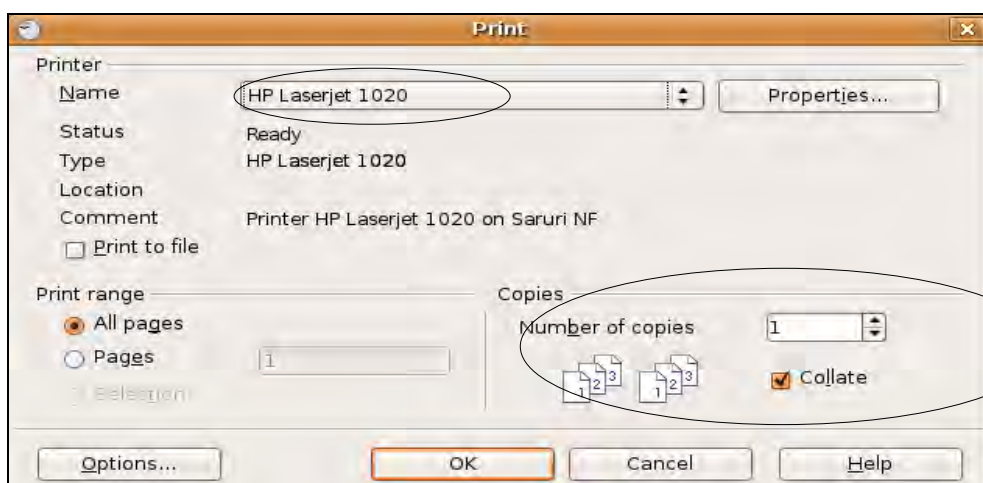 Print
Printer
Name HP Laserjet 1020 Properties...
Status Ready
Type HP Laserjet 1020
Location
Comment Printer HP Laserjet 1020 on Saruri NF
Print to file
Print range
All pages
Pages 1
Selection
Copies
Number of copies 1
1 2 3 1 2 3 Collate
Options... OK Cancel Help